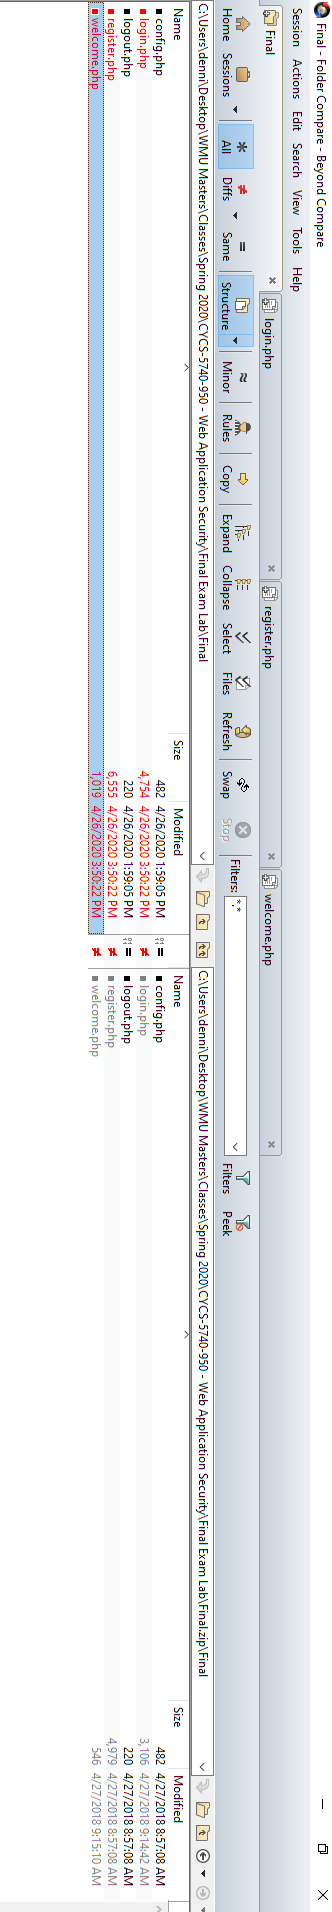 Final - Folder Compare - Beyond Compare
Session Actions Edit Search View Tools Help
Final login.php register.php welcome.php
Home Sessions All Diffs Same Structure Minor Rules Copy Expand Collapse Select Files Refresh Swap Stop Filters: *.* Filters Peek
C:\Users\denni\Desktop\WMU Masters\Classes\Spring 2020\CYCS-5740-950 - Web Application Security\Final Exam Lab\Final C:\Users\denni\Desktop\WMU Masters\Classes\Spring 2020\CYCS-5740-950 - Web Application Security\Final Exam Lab\Final.zip\Final
Name Size Modified Name Size Modified
config.php 482 4/26/2020 1:59:05 PM = config.php 482 4/27/2018 8:57:08 AM
login.php 4,754 4/26/2020 3:50:22 PM ≠ login.php 3,106 4/27/2018 9:14:42 AM
logout.php 220 4/26/2020 1:59:05 PM = logout.php 220 4/27/2018 8:57:08 AM
register.php 6,555 4/26/2020 3:50:22 PM ≠ register.php 4,979 4/27/2018 8:57:08 AM
welcome.php 1,019 4/26/2020 3:50:22 PM ≠ welcome.php 546 4/27/2018 9:15:10 AM